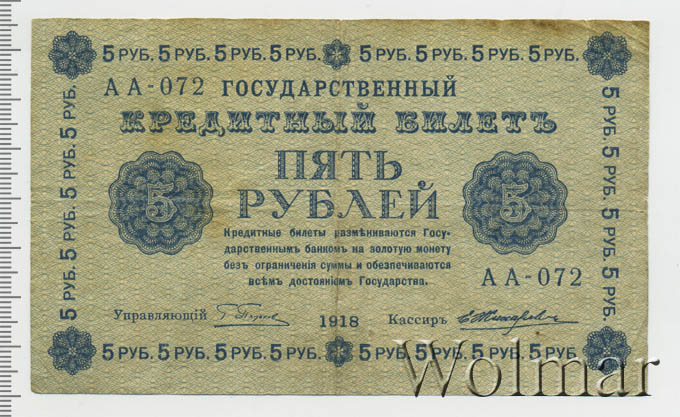 5 РУБ. 5 РУБ. 5 РУБ. 5 РУБ. 5 РУБ. 5 РУБ. 5 РУБ. 5 РУБ.
АА-072 ГОСУДАРСТВЕННЫЙ
КРЕДИТНЫЙ БИЛЕТЪ
ПЯТЬ
РУБЛЕЙ
5
5
Кредитные билеты размѣниваются Госу-
дарственнымъ банкомъ на золотую монету
безъ ограниченія суммы и обезпечиваются
всѣмъ достояніемъ Государства.
АА-072
Управляющій
1918
Кассиръ
5 РУБ. 5 РУБ. 5 РУБ. 5 РУБ. 5 РУБ. 5 РУБ. 5 РУБ. 5 РУБ.
5 РУБ. 5 РУБ. 5 РУБ. 5 РУБ.
5 РУБ. 5 РУБ. 5 РУБ. 5 РУБ.
Wolmar